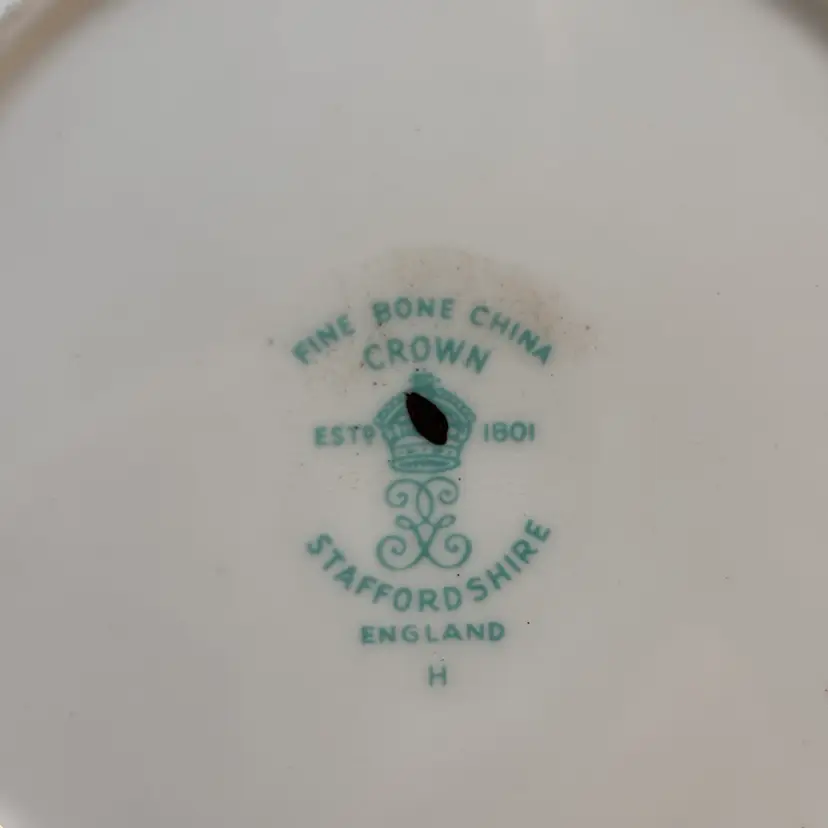 FINE BONE CHINA
CROWN
ESTD 1801
STAFFORDSHIRE
ENGLAND
H